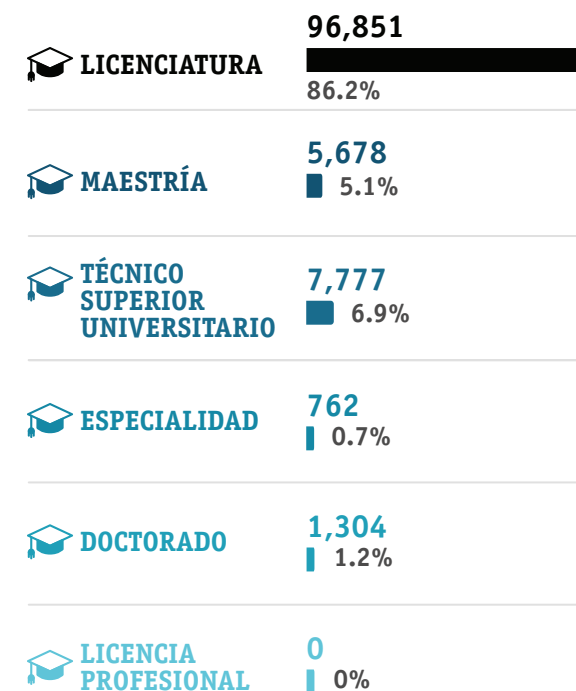 LICENCIATURA
96,851
86.2%
MAESTRÍA
5,678
5.1%
TÉCNICO
SUPERIOR
UNIVERSITARIO
7,777
6.9%
ESPECIALIDAD
762
0.7%
DOCTORADO
1,304
1.2%
LICENCIA
PROFESIONAL
0
0%